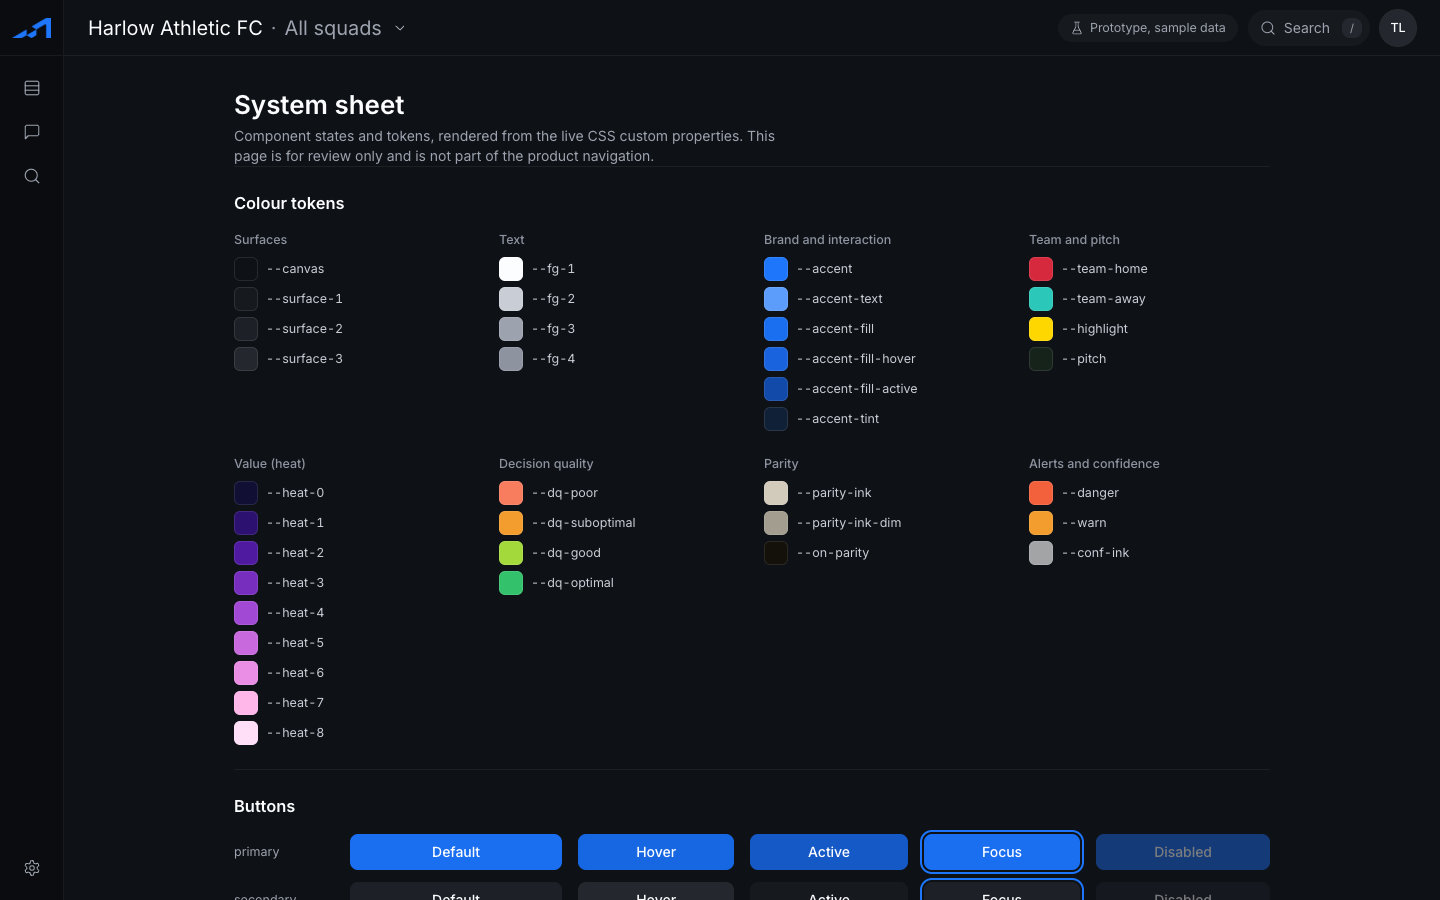 Harlow Athletic FC · All squads
Prototype, sample data
Search /
TL
System sheet
Component states and tokens, rendered from the live CSS custom properties. This
page is for review only and is not part of the product navigation.
Colour tokens
Surfaces
--canvas
--surface-1
--surface-2
--surface-3
Text
--fg-1
--fg-2
--fg-3
--fg-4
Brand and interaction
--accent
--accent-text
--accent-fill
--accent-fill-hover
--accent-fill-active
--accent-tint
Team and pitch
--team-home
--team-away
--highlight
--pitch
Value (heat)
--heat-0
--heat-1
--heat-2
--heat-3
--heat-4
--heat-5
--heat-6
--heat-7
--heat-8
Decision quality
--dq-poor
--dq-suboptimal
--dq-good
--dq-optimal
Parity
--parity-ink
--parity-ink-dim
--on-parity
Alerts and confidence
--danger
--warn
--conf-ink
Buttons
primary Default Hover Active Focus Disabled
secondary Default Hover Active Focus Disabled